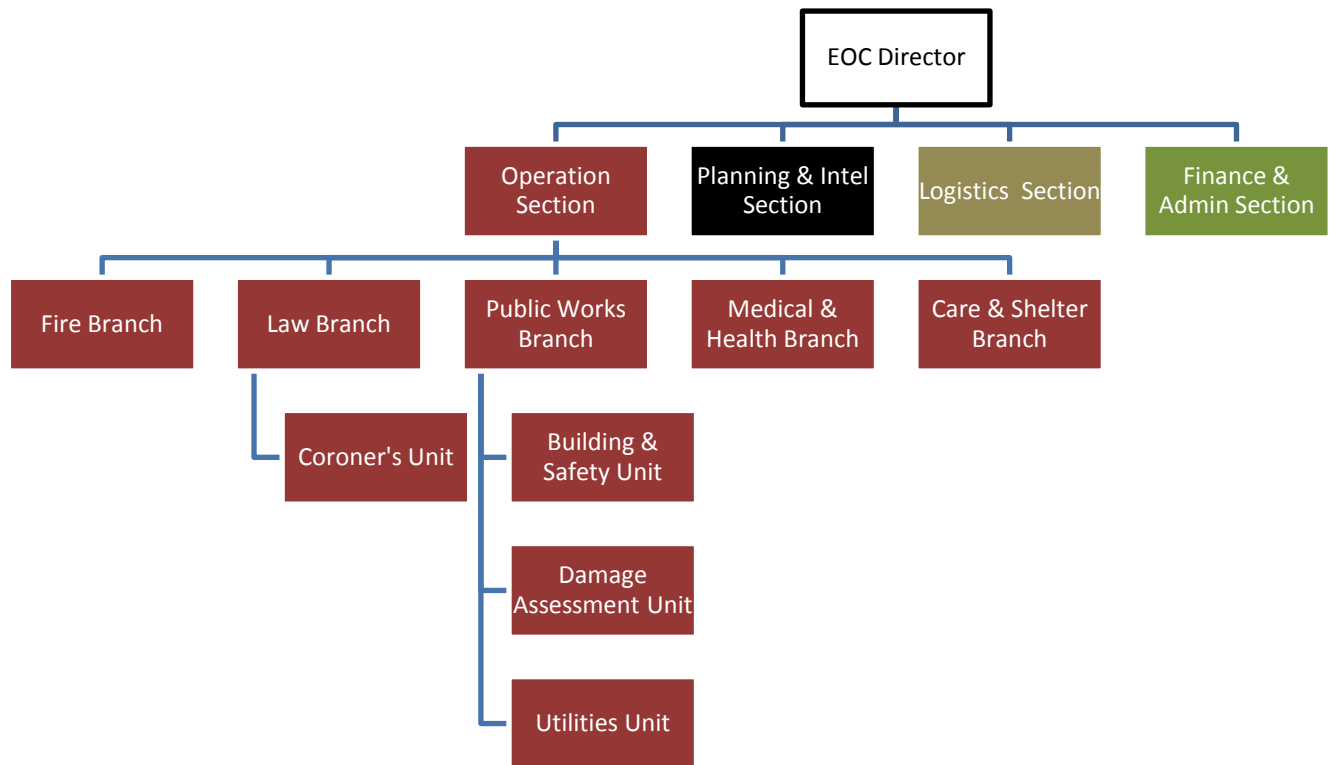 EOC Director
Operation
Section
Planning & Intel
Section
Logistics  Section
Finance &
Admin Section
Fire Branch
Law Branch
Public Works
Branch
Medical &
Health Branch
Care & Shelter
Branch
Coroner's Unit
Building &
Safety Unit
Damage
Assessment Unit
Utilities Unit